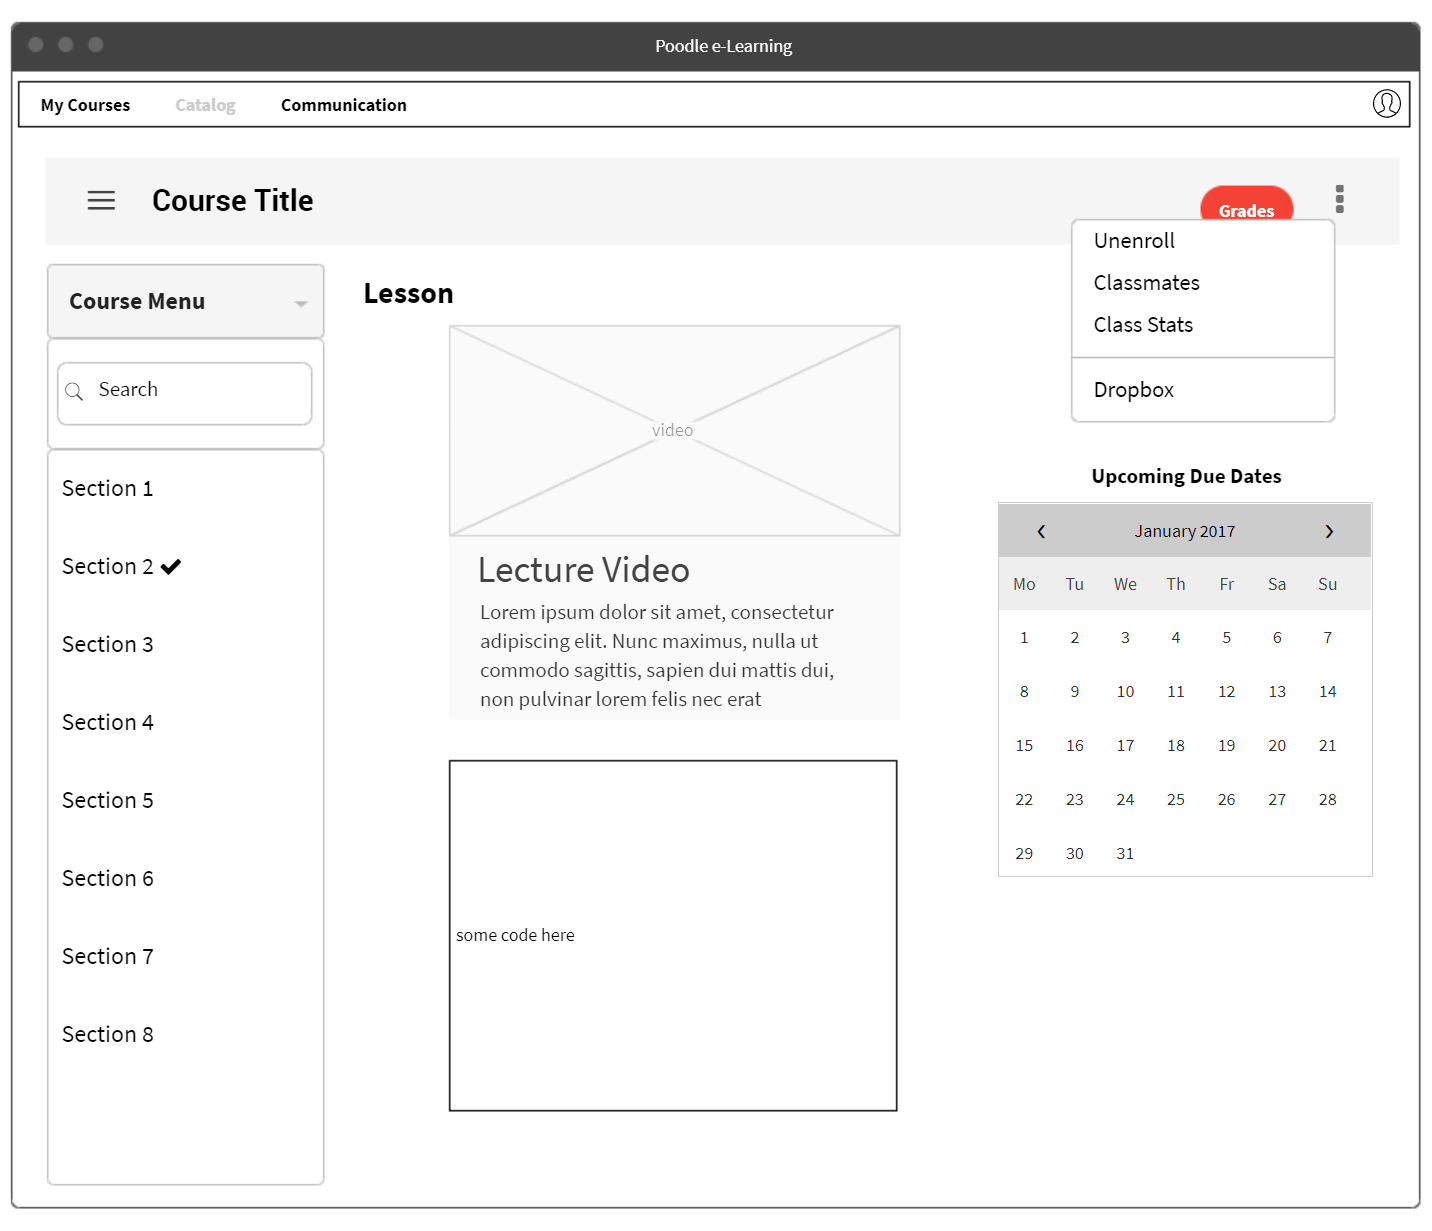 Poodle e-Learning
My Courses Catalog Communication
Course Title
Grades
Unenroll
Classmates
Class Stats
Dropbox
Course Menu
Search
Section 1
Section 2
Section 3
Section 4
Section 5
Section 6
Section 7
Section 8
Lesson
video
Lecture Video
Lorem ipsum dolor sit amet, consectetur
adipiscing elit. Nunc maximus, nulla ut
commodo sagittis, sapien dui mattis dui,
non pulvinar lorem felis nec erat
some code here
Upcoming Due Dates
January 2017
Mo Tu We Th Fr Sa Su
1 2 3 4 5 6 7
8 9 10 11 12 13 14
15 16 17 18 19 20 21
22 23 24 25 26 27 28
29 30 31